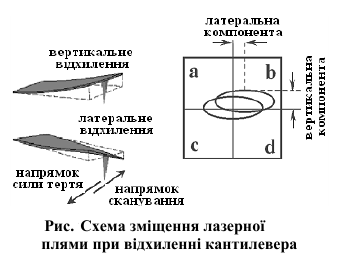 латеральна
компонента
вертикальне
відхилення
a
b
c
d
вертикальна
компонента
латеральне
відхилення
напрямок
сили тертя
напрямок
сканування
Рис. Схема зміщення лазерної
плями при відхиленні кантилевера